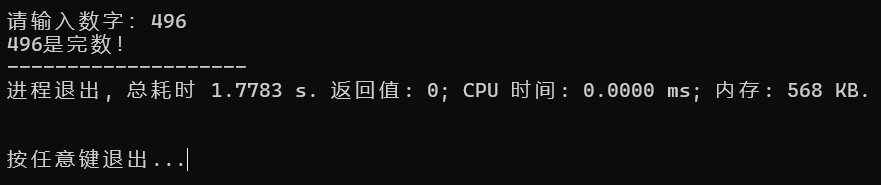 请输入数字: 496
496是完数!
--------------------
进程退出, 总耗时 1.7783 s. 返回值: 0; CPU 时间: 0.0000 ms; 内存: 568 KB.
按任意键退出...